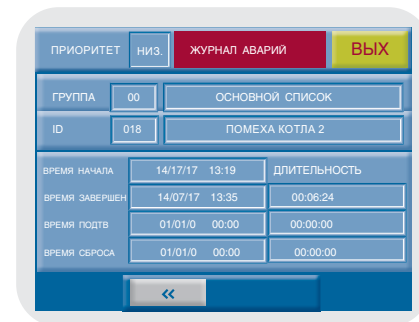 ПРИОРИТЕТ НИЗ. ЖУРНАЛ АВАРИЙ ВЫХ
ГРУППА 00 ОСНОВНОЙ СПИСОК
ID 018 ПОМЕХА КОТЛА 2
ВРЕМЯ НАЧАЛА 14/17/17 13:19 ДЛИТЕЛЬНОСТЬ
ВРЕМЯ ЗАВЕРШЕН 14/07/17 13:35 00:06:24
ВРЕМЯ ПОДТВ 01/01/0 00:00 00:00:00
ВРЕМЯ СБРОСА 01/01/0 00:00 00:00:00
«